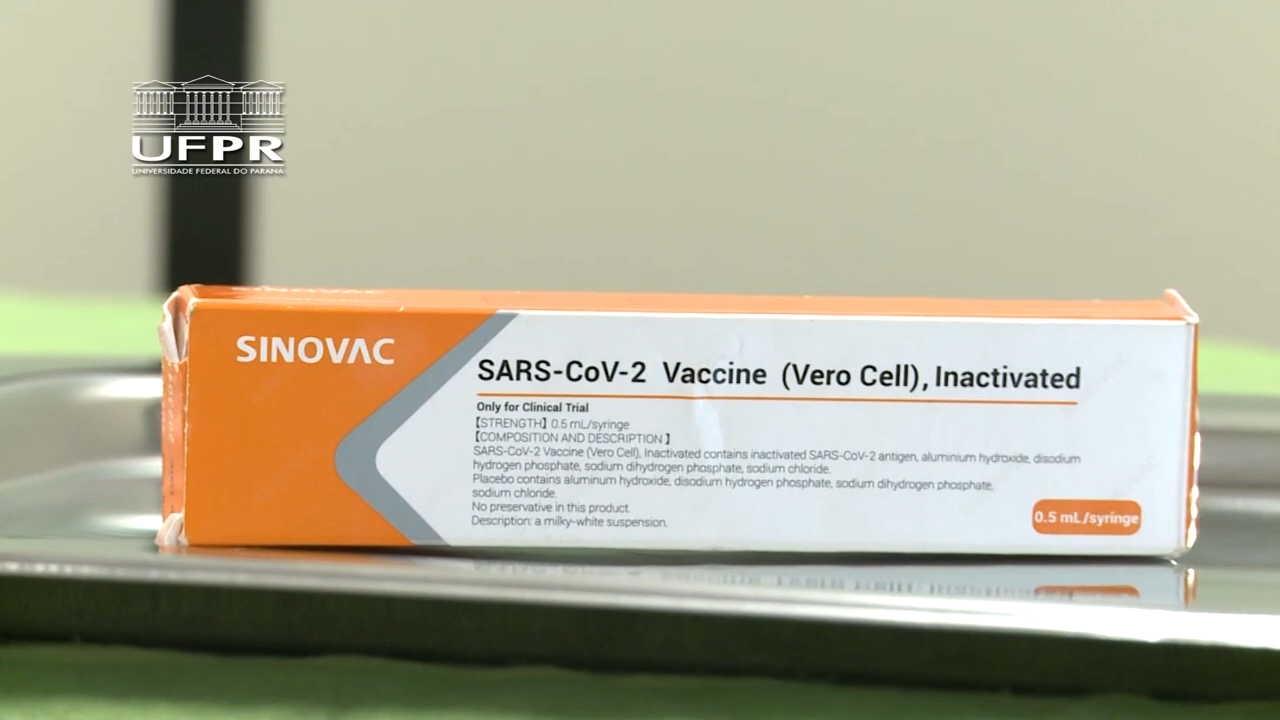 UFPR
UNIVERSIDADE FEDERAL DO PARANÁ
SINOVAC
SARS-CoV-2 Vaccine (Vero Cell), Inactivated
Only for Clinical Trial
【STRENGTH】0.5 mL/syringe
【COMPOSITION AND DESCRIPTION】
SARS-CoV-2 Vaccine (Vero Cell), Inactivated contains inactivated SARS-CoV-2 antigen, aluminium hydroxide, disodium
hydrogen phosphate, sodium dihydrogen phosphate, sodium chloride.
Placebo contains aluminum hydroxide, disodium hydrogen phosphate, sodium dihydrogen phosphate,
sodium chloride.
No preservative in this product.
Description: a milky-white suspension.
0.5 mL/syringe